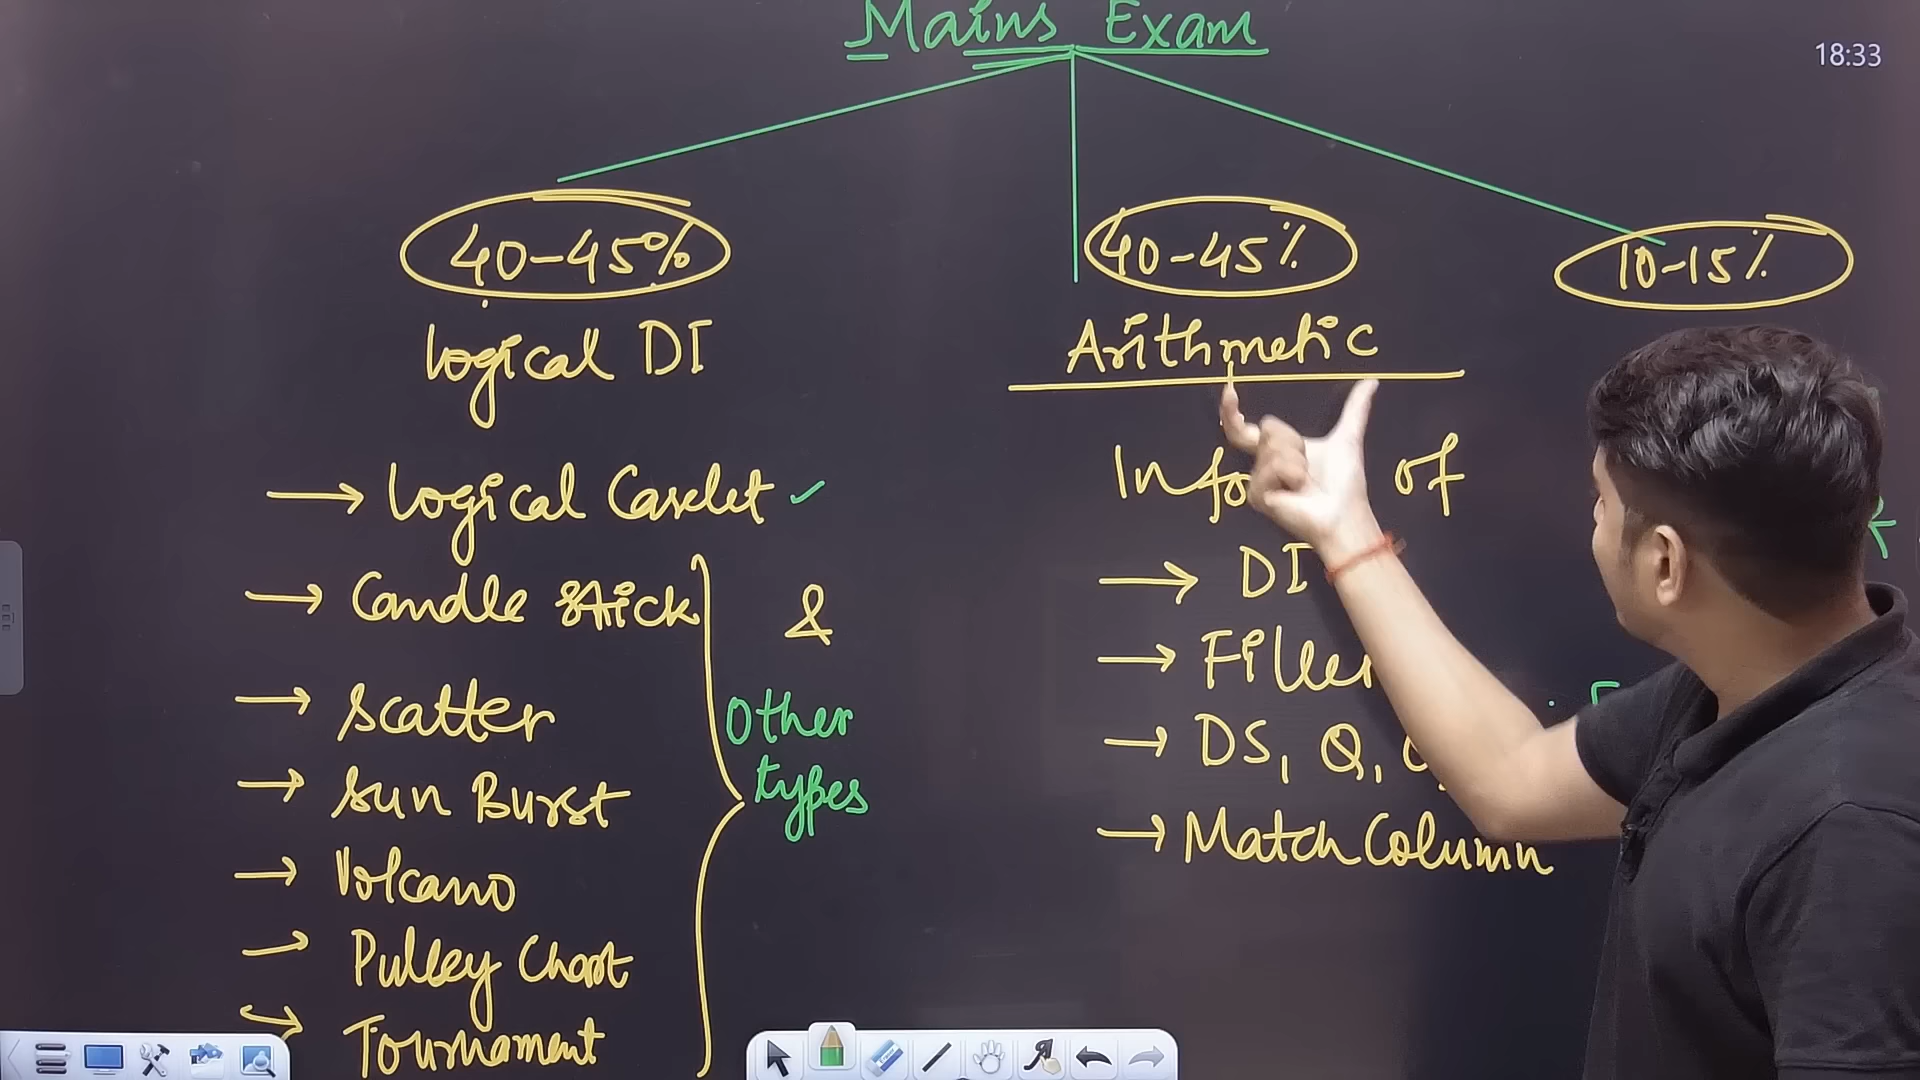 Mains Exam
18:33
40-45%
40-45%
10-15%
Logical DI
Arithmetic
→ Logical Caselet ✓
→ Candle stick
→ Scatter
→ Sun Burst
→ Volcano
→ Pulley Chart
→ Tournament
&
Other
types
In of
→ DI
→ Filler
→ DS, Q,
→ Match Column